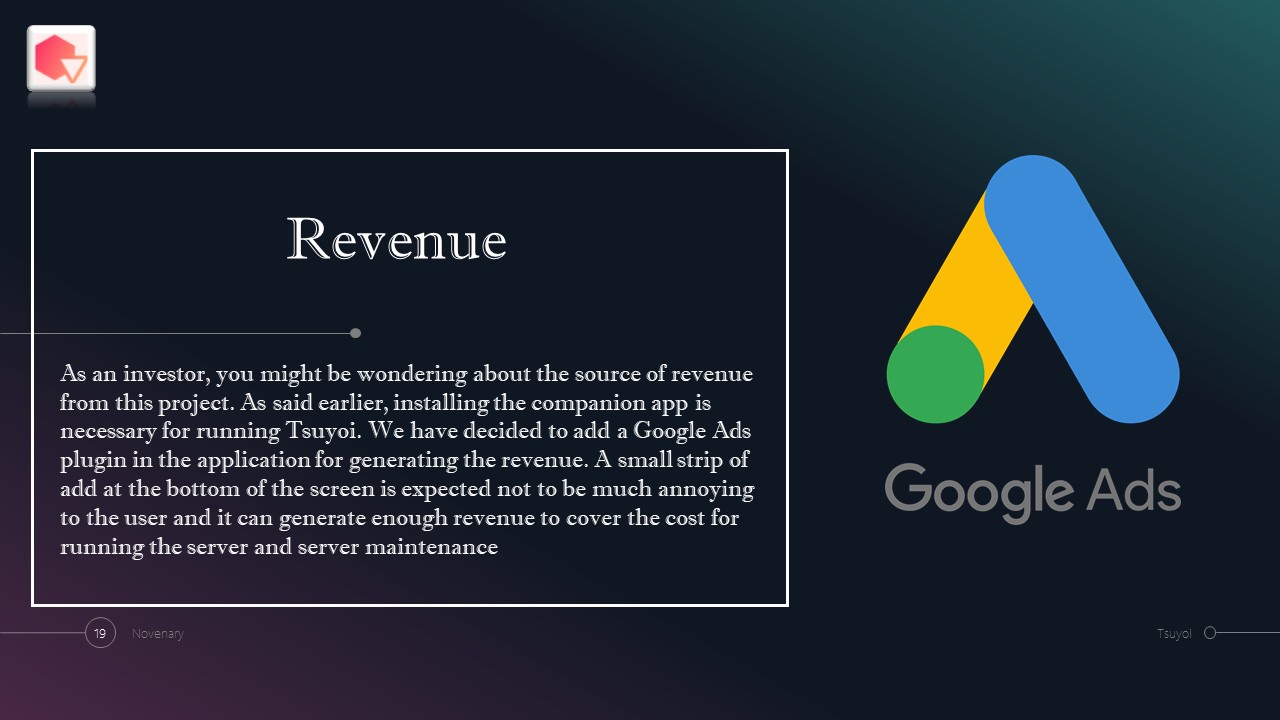 Revenue
As an investor, you might be wondering about the source of revenue
from this project. As said earlier, installing the companion app is
necessary for running Tsuyoi. We have decided to add a Google Ads
plugin in the application for generating the revenue. A small strip of
add at the bottom of the screen is expected not to be much annoying
to the user and it can generate enough revenue to cover the cost for
running the server and server maintenance
Google Ads
19
Novenary
Tsuyoi